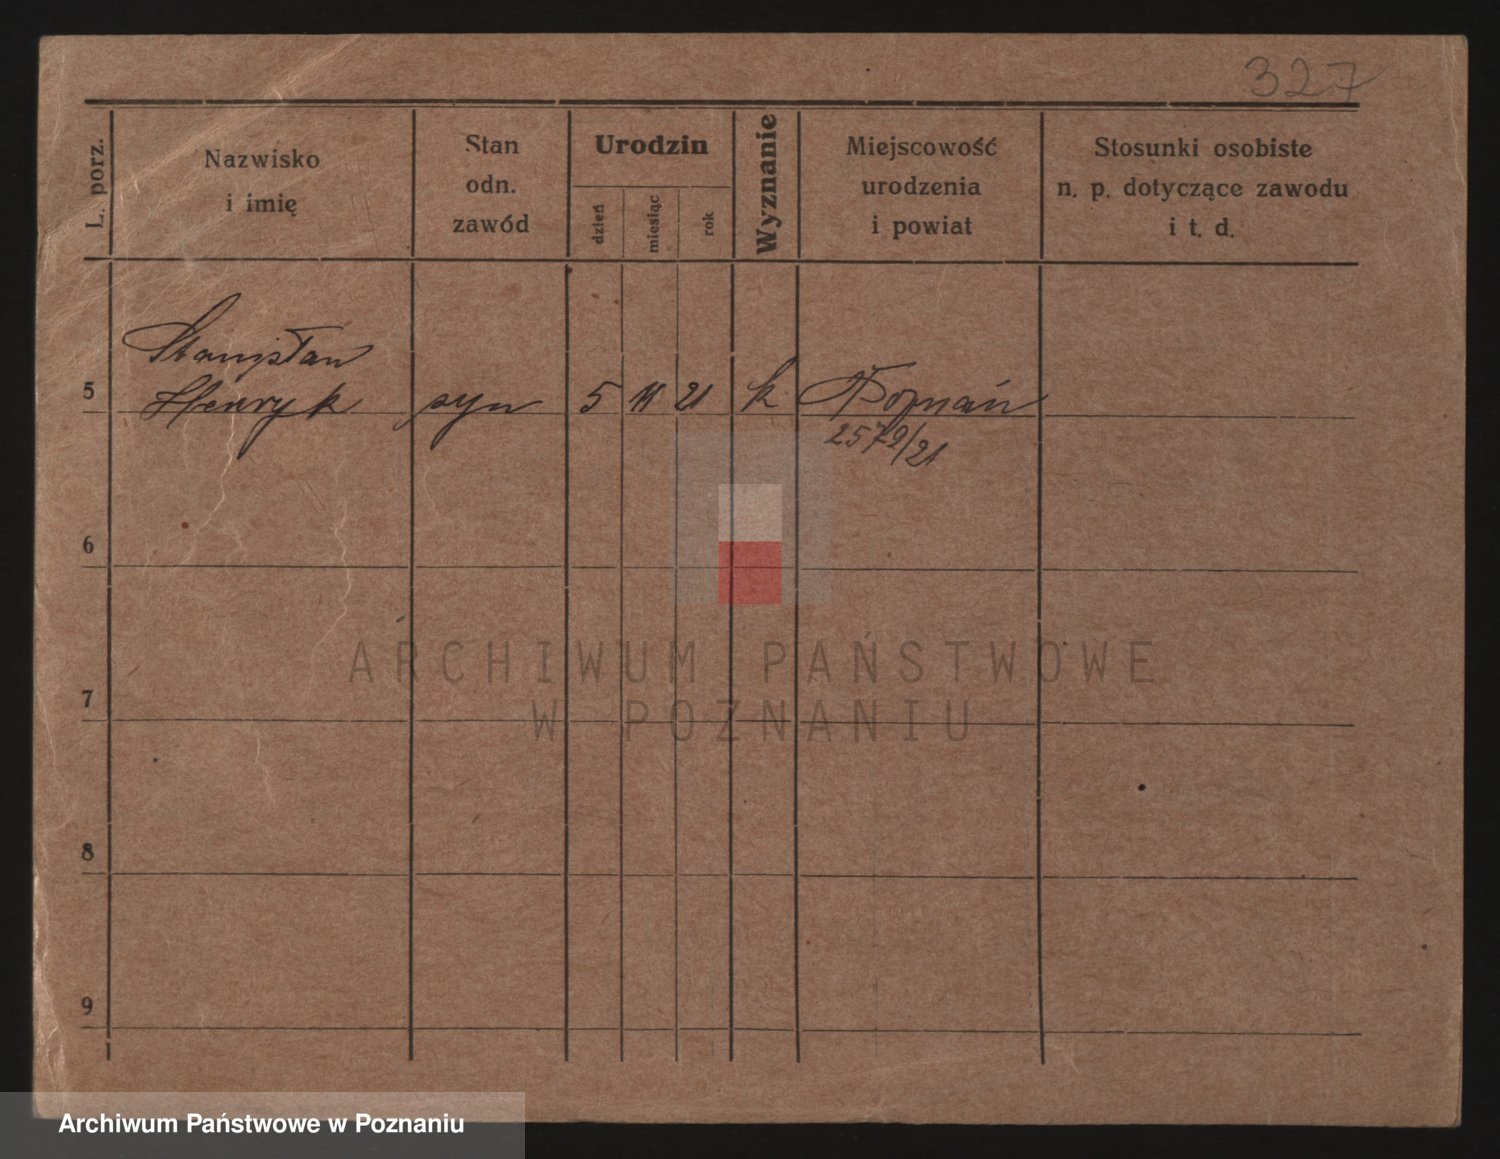 327
L. porz.
Nazwisko
i imię
Stan
odn.
zawód
Urodzin
dzień
miesiąc
rok
Wyznanie
Miejscowość
urodzenia
i powiat
Stosunki osobiste
n. p. dotyczące zawodu
i t. d.
Stanisław
5 Henryk syn 5 11 21 k Poznań
2579/21
6
7
8
9
ARCHIWUM PAŃSTWOWE
W POZNANIU
Archiwum Państwowe w Poznaniu